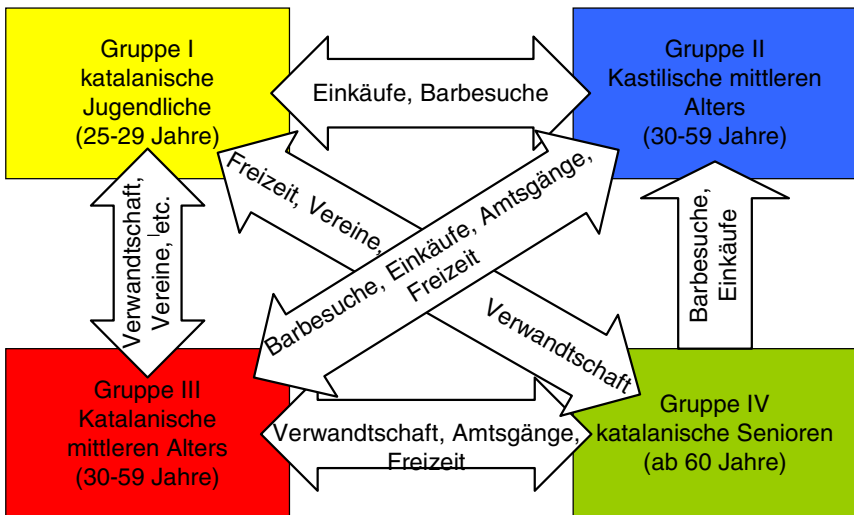 Gruppe I
katalanische
Jugendliche
(25-29 Jahre)
Einkäufe, Barbesuche
Gruppe II
Kastilische mittleren
Alters
(30-59 Jahre)
Verwandtschaft,
Vereine, etc.
Freizeit, Vereine,
Verwandtschaft
Barbesuche, Einkäufe, Amtsgänge,
Freizeit
Barbesuche,
Einkäufe
Gruppe III
Katalanische
mittleren Alters
(30-59 Jahre)
Verwandtschaft, Amtsgänge,
Freizeit
Gruppe IV
katalanische Senioren
(ab 60 Jahre)